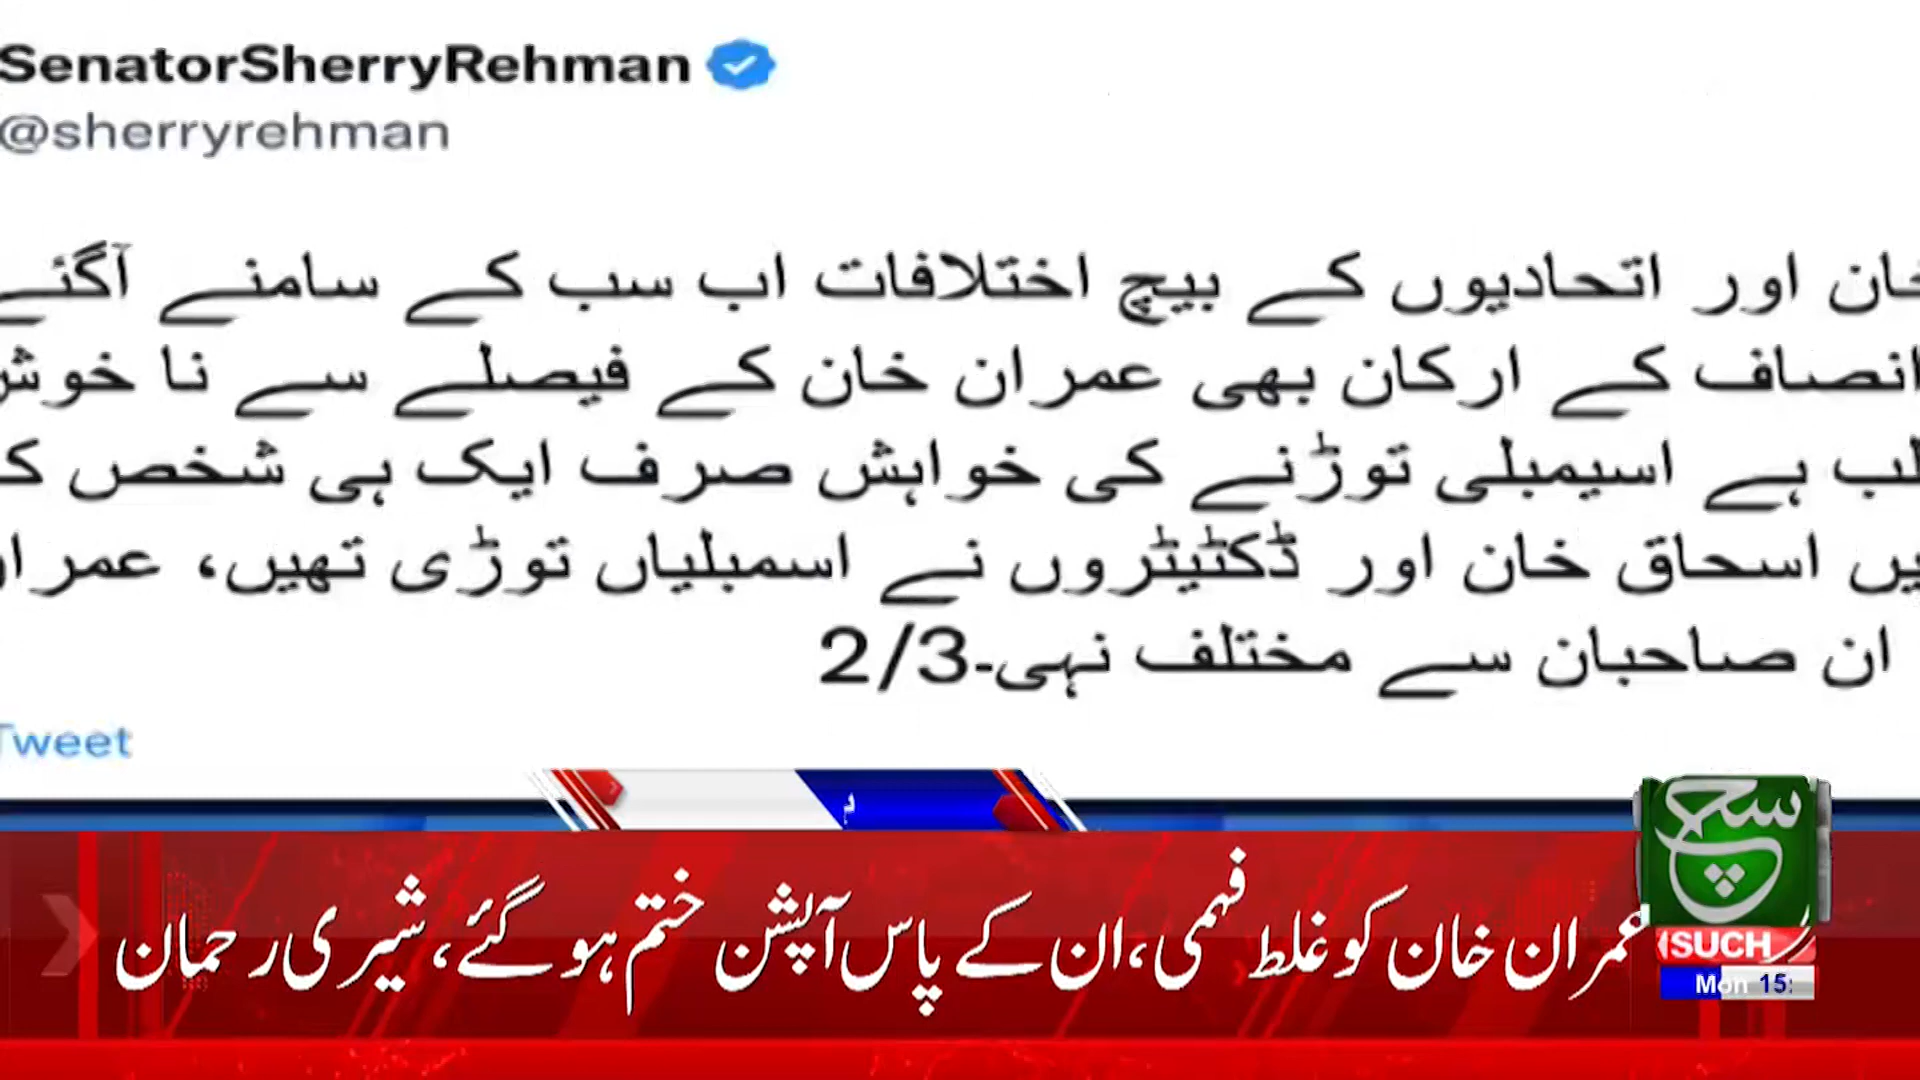 SenatorSherryRehman
@sherryrehman
خان اور اتحادیوں کے بیچ اختلافات اب سب کے سامنے آگئے
انصاف کے ارکان بھی عمران خان کے فیصلے سے نا خوش
ہے اسیمبلی توڑنے کی خواہش صرف ایک ہی شخص
اسحاق خان اور ڈکٹیٹروں نے اسمبلیاں توڑی تھیں، عمران
ان صاحبان سے مختلف نہی۔2/3
Tweet
سچ
عمران خان کو غلط فہمی، ان کے پاس آپشن ختم ہوگئے، شیری رحمان
SUCH
Mon 15: